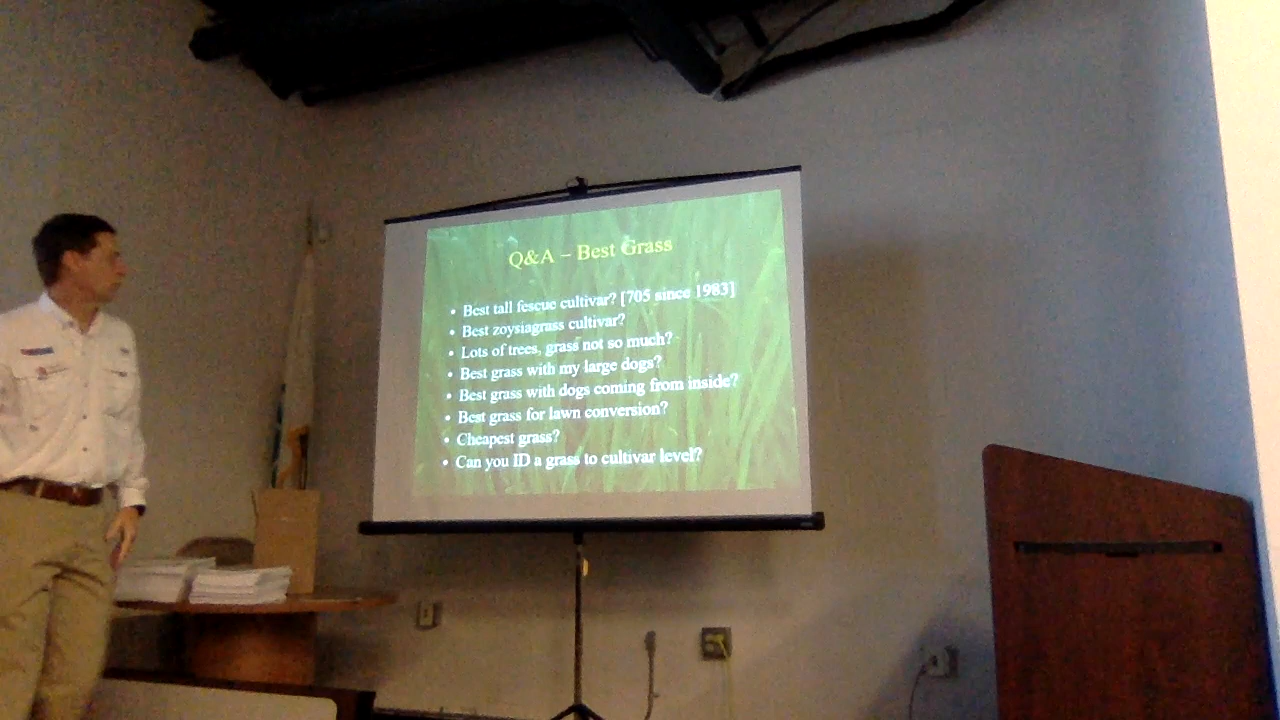 Q&A – Best Grass
• Best tall fescue cultivar? [705 since 1983]
• Best zoysiagrass cultivar?
• Lots of trees, grass not so much?
• Best grass with my large dogs?
• Best grass with dogs coming from inside?
• Best grass for lawn conversion?
• Cheapest grass?
• Can you ID a grass to cultivar level?